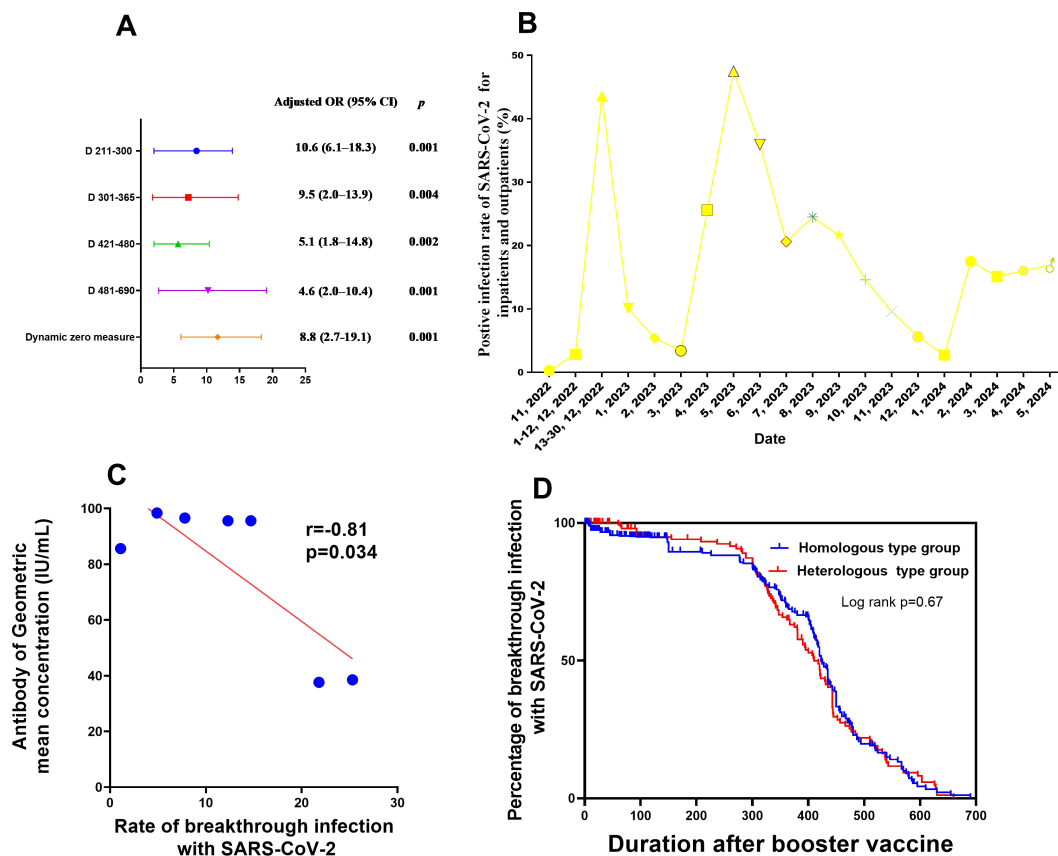 A
Adjusted OR (95% CI) p
D 211-300 10.6 (6.1–18.3) 0.001
D 301-365 9.5 (2.0–13.9) 0.004
D 421-480 5.1 (1.8–14.8) 0.002
D 481-690 4.6 (2.0–10.4) 0.001
Dynamic zero measure 8.8 (2.7-19.1) 0.001
0 5 10 15 20 25
B
Postive infection rate of SARS-CoV-2 for
inpatients and outpatients (%)
50
40
30
20
10
0
11, 2022
1-12, 12, 2022
13-30, 12, 2022
1, 2023
2, 2023
3, 2023
4, 2023
5, 2023
6, 2023
7, 2023
8, 2023
9, 2023
10, 2023
11, 2023
12, 2023
1, 2024
2, 2024
3, 2024
4, 2024
5, 2024
Date
C
Antibody of Geometric
mean concentration (IU/mL)
100
80
60
40
20
0
r=-0.81
p=0.034
0 10 20 30
Rate of breakthrough infection
with SARS-CoV-2
D
Percentage of breakthrough infection
with SARS-CoV-2
100
50
0
Homologous type group
Heterologous type group
Log rank p=0.67
0 100 200 300 400 500 600 700
Duration after booster vaccine